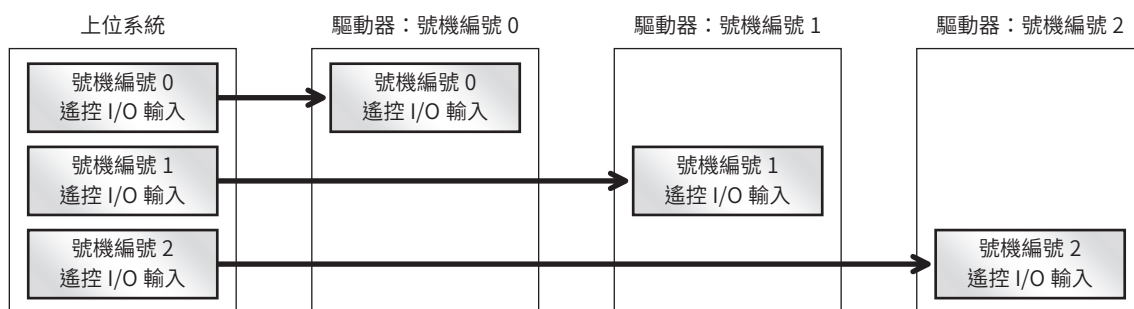 上位系統
驅動器：號機編號 0
驅動器：號機編號 1
驅動器：號機編號 2
號機編號 0
遙控 I/O 輸入
號機編號 0
遙控 I/O 輸入
號機編號 1
遙控 I/O 輸入
號機編號 1
遙控 I/O 輸入
號機編號 2
遙控 I/O 輸入
號機編號 2
遙控 I/O 輸入